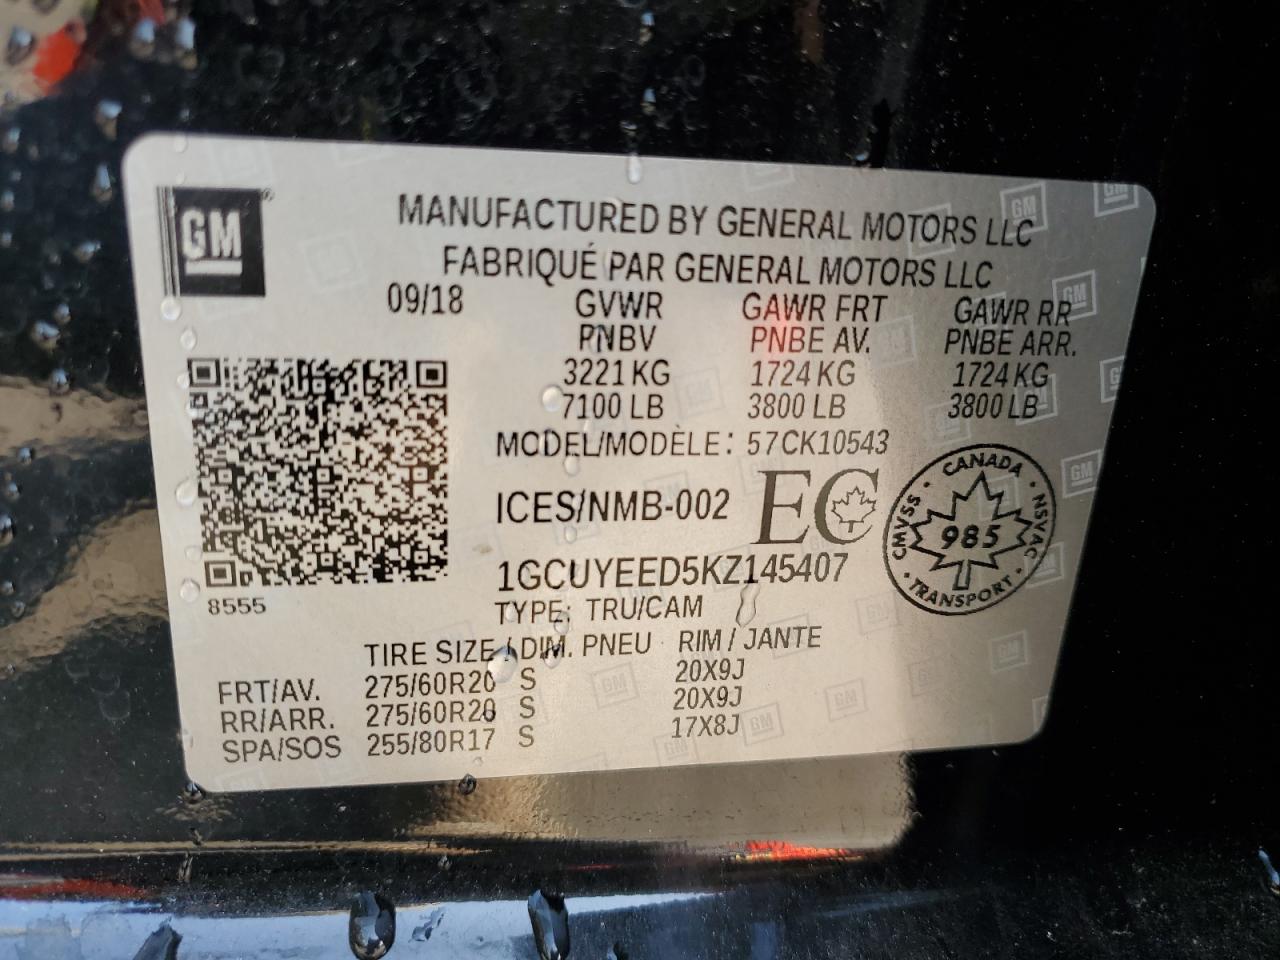 GM
MANUFACTURED BY GENERAL MOTORS LLC
FABRIQUÉ PAR GENERAL MOTORS LLC
09/18 GVWR GAWR FRT GAWR RR
PNBV PNBE AV. PNBE ARR.
3221 KG 1724 KG 1724 KG
7100 LB 3800 LB 3800 LB
MODEL/MODÈLE: 57CK10543
ICES/NMB-002 EC
CANADA
CMVSS · NSVAC
985
TRANSPORT
1GCUYEED5KZ145407
8555
TYPE: TRU/CAM
TIRE SIZE / DIM. PNEU RIM / JANTE
FRT/AV. 275/60R20 S 20X9J
RR/ARR. 275/60R20 S 20X9J
SPA/SOS 255/80R17 S 17X8J